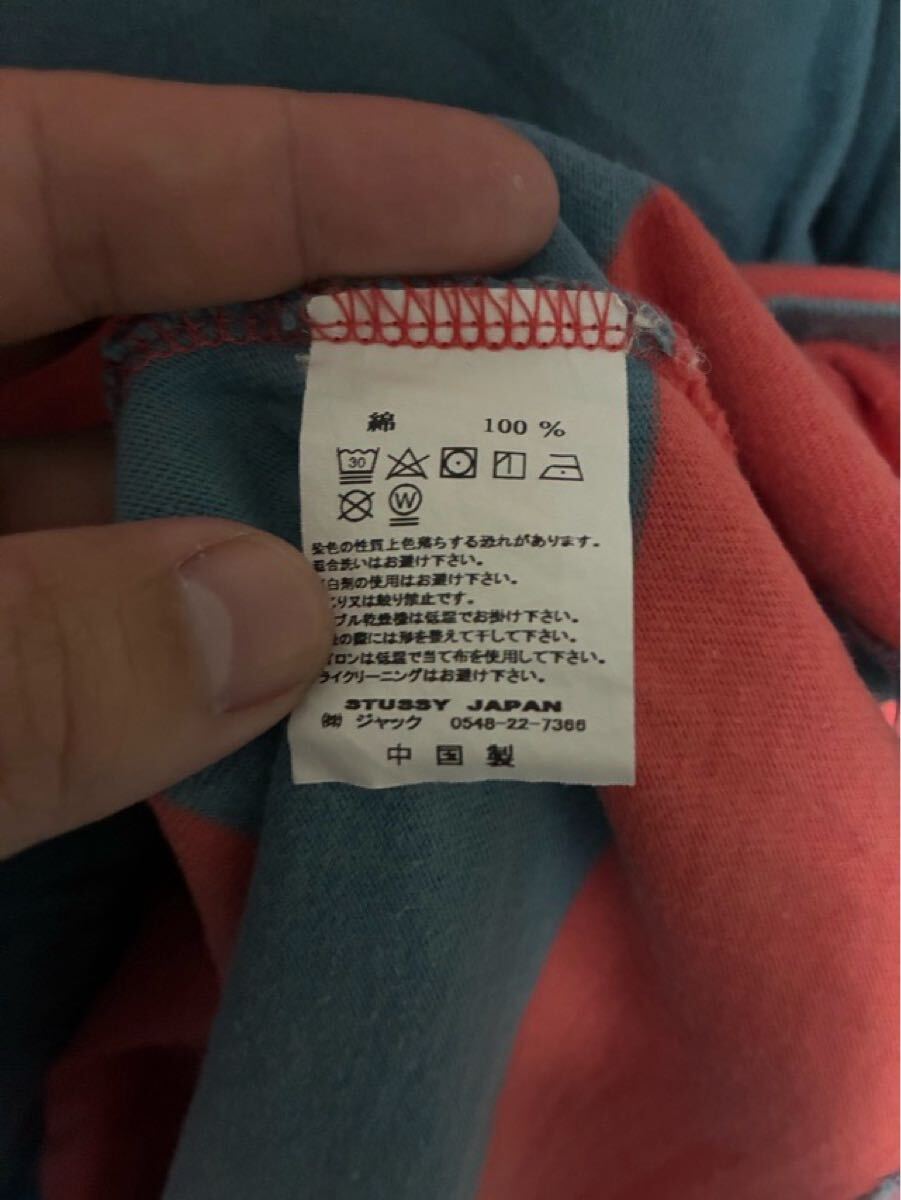 綿 100 %
30
W
染色の性質上色落ちする恐れがあります。
合洗いはお避け下さい。
白剤の使用はお避け下さい。
じり又は絞り禁止です。
ブル乾燥機は低温でお掛け下さい。
の際には形を整えて干して下さい。
イロンは低温で当て布を使用して下さい。
ライクリーニングはお避け下さい。
STUSSY JAPAN
㈱ ジャック 0548-22-7366
中国製